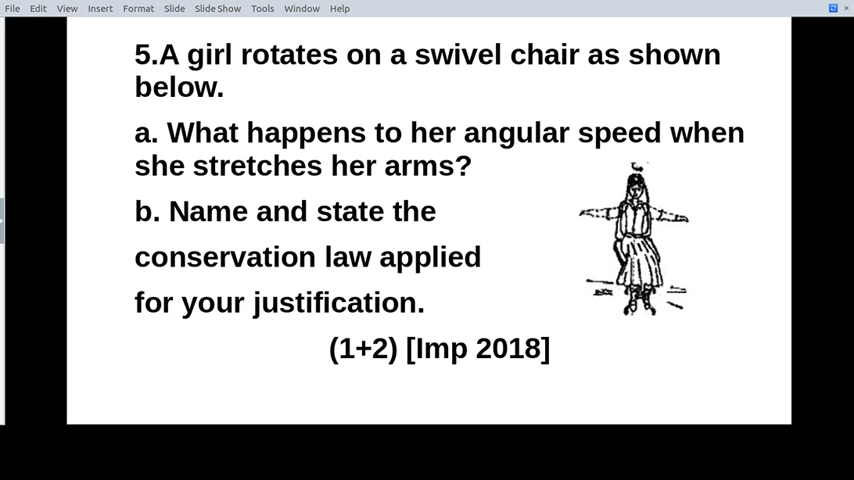 File Edit View Insert Format Slide Slide Show Tools Window Help
5.A girl rotates on a swivel chair as shown
below.
a. What happens to her angular speed when
she stretches her arms?
b. Name and state the
conservation law applied
for your justification.
(1+2) [Imp 2018]